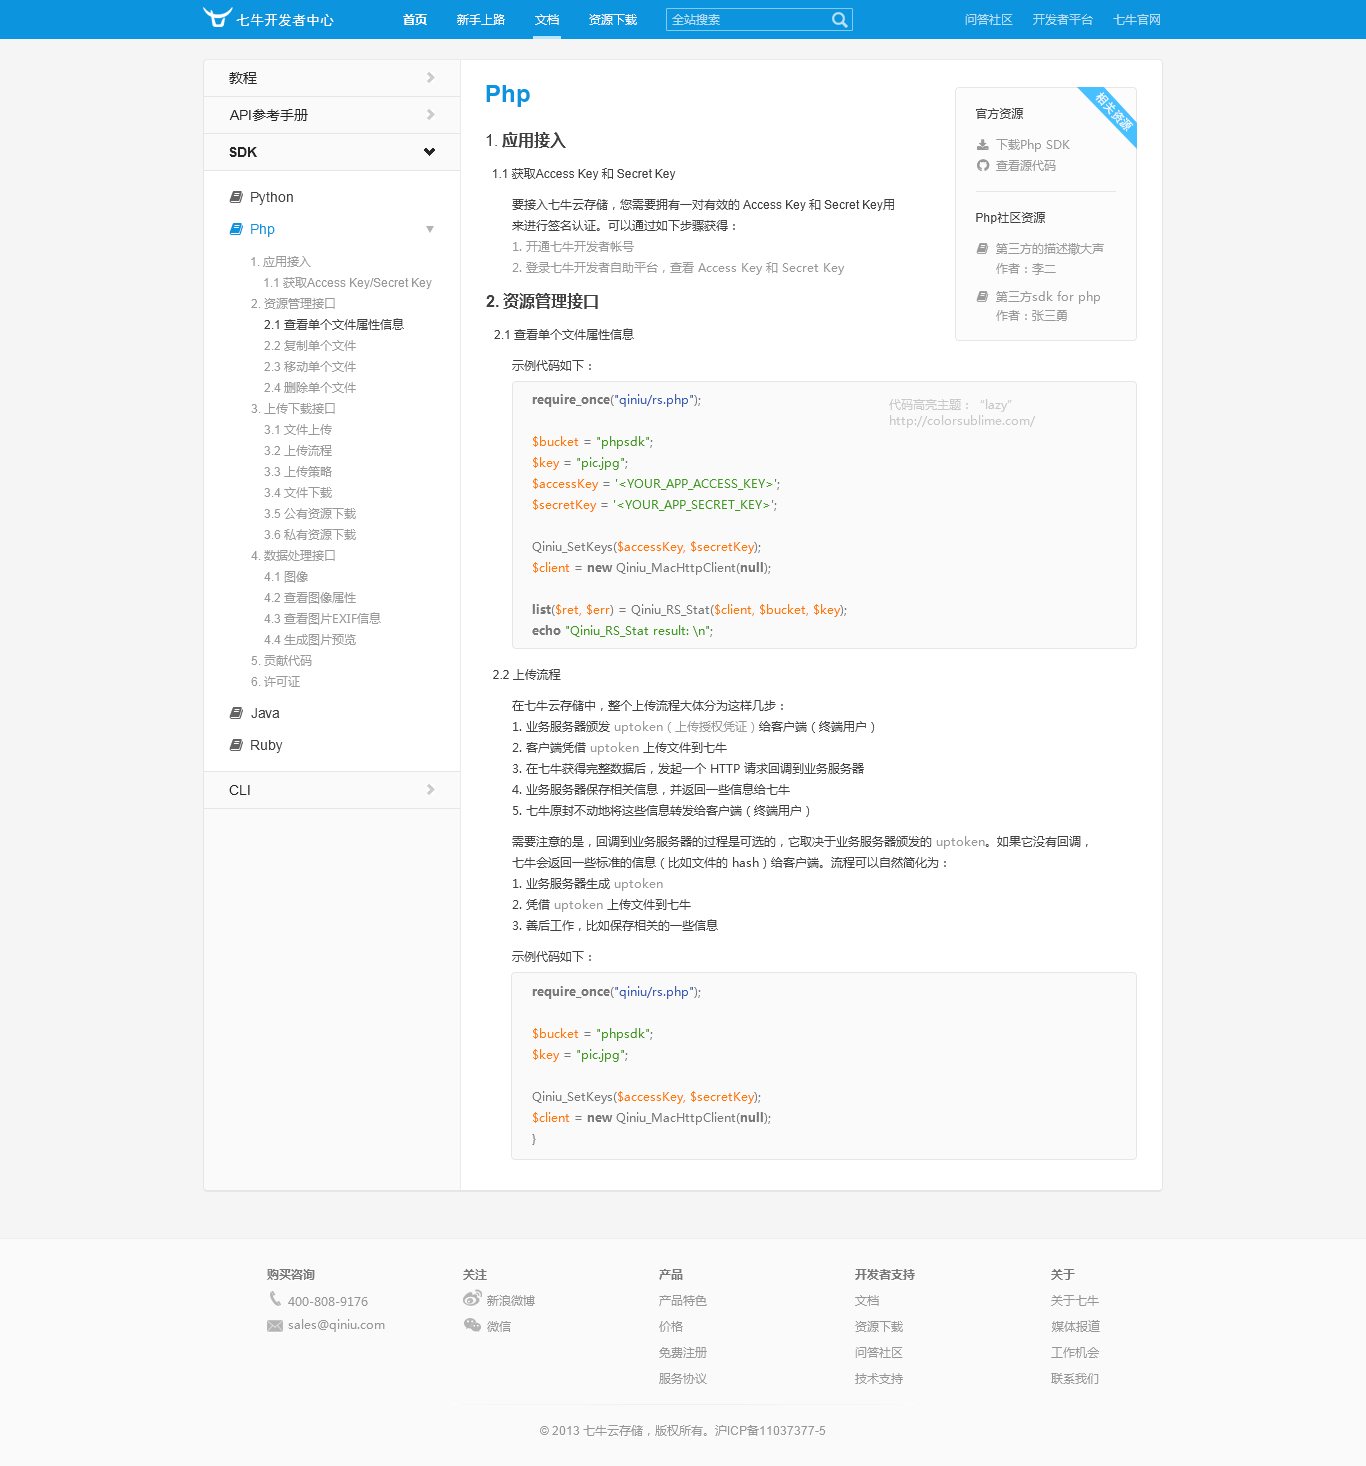 七牛开发者中心 首页 新手上路 文档 资源下载 全站搜索 问答社区 开发者平台 七牛官网
教程
API参考手册
SDK
Python
Php
1. 应用接入
1.1 获取Access Key/Secret Key
2. 资源管理接口
2.1 查看单个文件属性信息
2.2 复制单个文件
2.3 移动单个文件
2.4 删除单个文件
3. 上传下载接口
3.1 文件上传
3.2 上传流程
3.3 上传策略
3.4 文件下载
3.5 公有资源下载
3.6 私有资源下载
4. 数据处理接口
4.1 图像
4.2 查看图像属性
4.3 查看图片EXIF信息
4.4 生成图片预览
5. 贡献代码
6. 许可证
Java
Ruby
CLI
Php
1. 应用接入
1.1 获取Access Key 和 Secret Key
要接入七牛云存储，您需要拥有一对有效的 Access Key 和 Secret Key用
来进行签名认证。可以通过如下步骤获得：
1. 开通七牛开发者帐号
2. 登录七牛开发者自助平台，查看 Access Key 和 Secret Key
2. 资源管理接口
2.1 查看单个文件属性信息
示例代码如下：
require_once("qiniu/rs.php");
代码高亮主题： "lazy"
http://colorsublime.com/
$bucket = "phpsdk";
$key = "pic.jpg";
$accessKey = '<YOUR_APP_ACCESS_KEY>';
$secretKey = '<YOUR_APP_SECRET_KEY>';
Qiniu_SetKeys($accessKey, $secretKey);
$client = new Qiniu_MacHttpClient(null);
list($ret, $err) = Qiniu_RS_Stat($client, $bucket, $key);
echo "Qiniu_RS_Stat result: \n";
2.2 上传流程
在七牛云存储中，整个上传流程大体分为这样几步：
1. 业务服务器颁发 uptoken（上传授权凭证）给客户端（终端用户）
2. 客户端凭借 uptoken 上传文件到七牛
3. 在七牛获得完整数据后，发起一个 HTTP 请求回调到业务服务器
4. 业务服务器保存相关信息，并返回一些信息给七牛
5. 七牛原封不动地将这些信息转发给客户端（终端用户）
需要注意的是，回调到业务服务器的过程是可选的，它取决于业务服务器颁发的 uptoken。如果它没有回调，
七牛会返回一些标准的信息（比如文件的 hash）给客户端。流程可以自然简化为：
1. 业务服务器生成 uptoken
2. 凭借 uptoken 上传文件到七牛
3. 善后工作，比如保存相关的一些信息
示例代码如下：
require_once("qiniu/rs.php");
$bucket = "phpsdk";
$key = "pic.jpg";
Qiniu_SetKeys($accessKey, $secretKey);
$client = new Qiniu_MacHttpClient(null);
}
相关资源
官方资源
下载Php SDK
查看源代码
Php社区资源
第三方的描述撒大声
作者：李二
第三方sdk for php
作者：张三勇
购买咨询
400-808-9176
sales@qiniu.com
关注
新浪微博
微信
产品
产品特色
价格
免费注册
服务协议
开发者支持
文档
资源下载
问答社区
技术支持
关于
关于七牛
媒体报道
工作机会
联系我们
© 2013 七牛云存储，版权所有。沪ICP备11037377-5